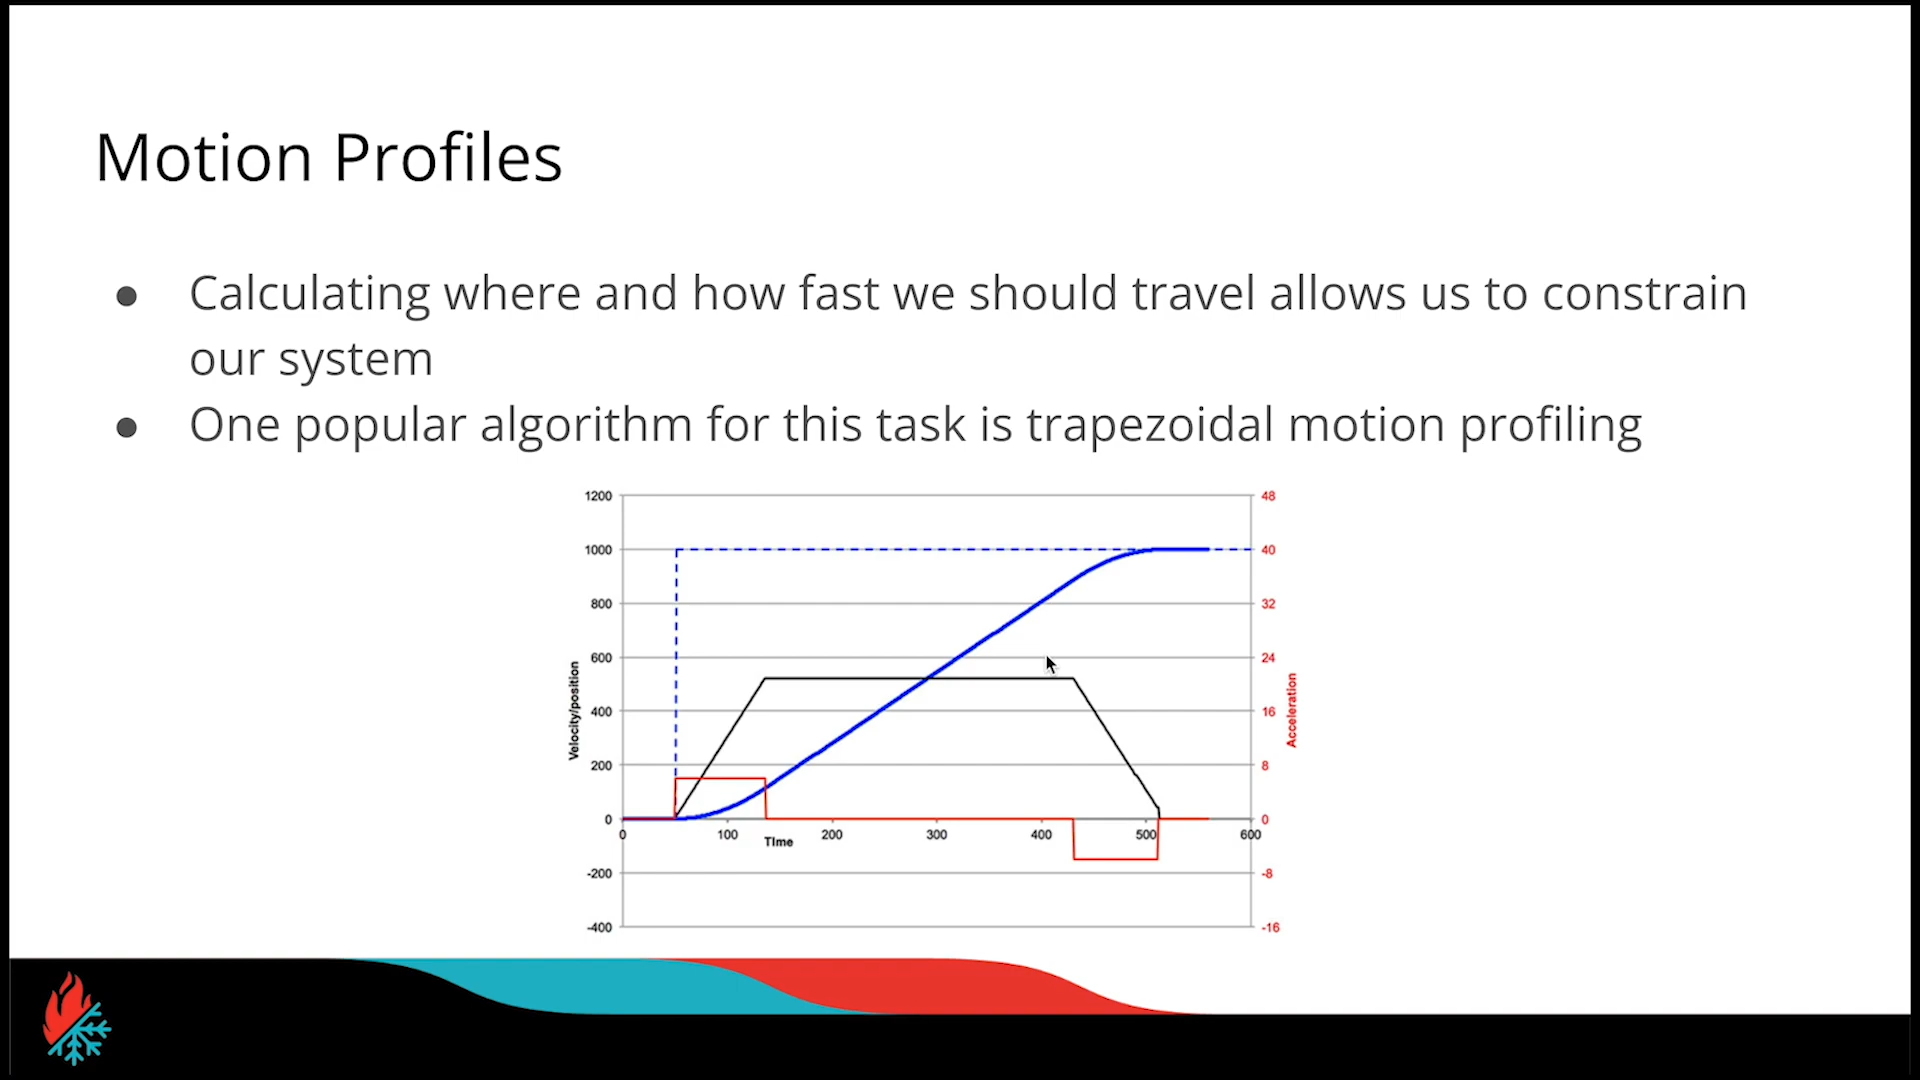 Motion Profiles
● Calculating where and how fast we should travel allows us to constrain
our system
● One popular algorithm for this task is trapezoidal motion profiling
1200 48
1000 40
800 32
600 24
400 16
200 8
0 0
0 100 200 300 400 500 600
-200 -8
-400 -16
Velocity/position
TIme
Acceleration